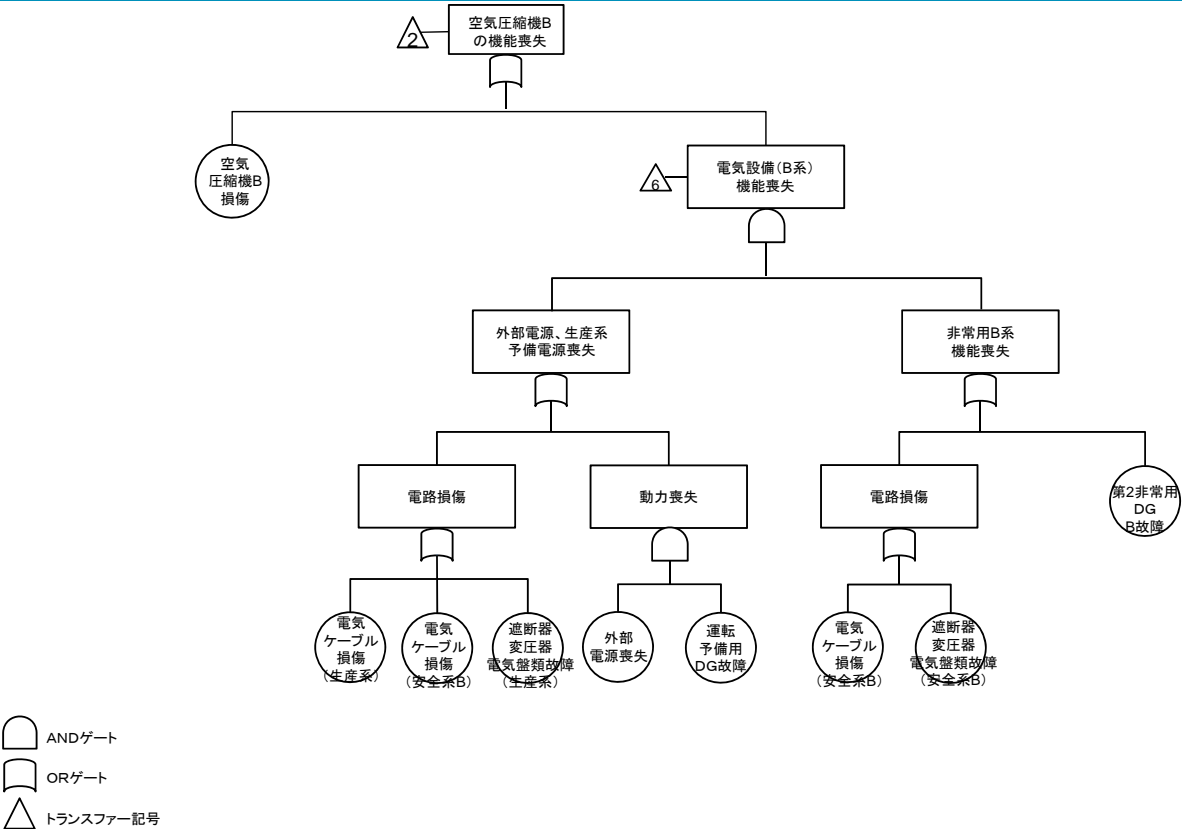 2
空気圧縮機B
の機能喪失
空気
圧縮機B
損傷
6
電気設備(B系)
機能喪失
外部電源、生産系
予備電源喪失
非常用B系
機能喪失
電路損傷
動力喪失
電路損傷
第2非常用
DG
B故障
電気
ケーブル
損傷
(生産系)
電気
ケーブル
損傷
(安全系B)
遮断器
変圧器
電気盤類故障
(生産系)
外部
電源喪失
運転
予備用
DG故障
電気
ケーブル
損傷
(安全系B)
遮断器
変圧器
電気盤類故障
(安全系B)
ANDゲート
ORゲート
トランスファー記号